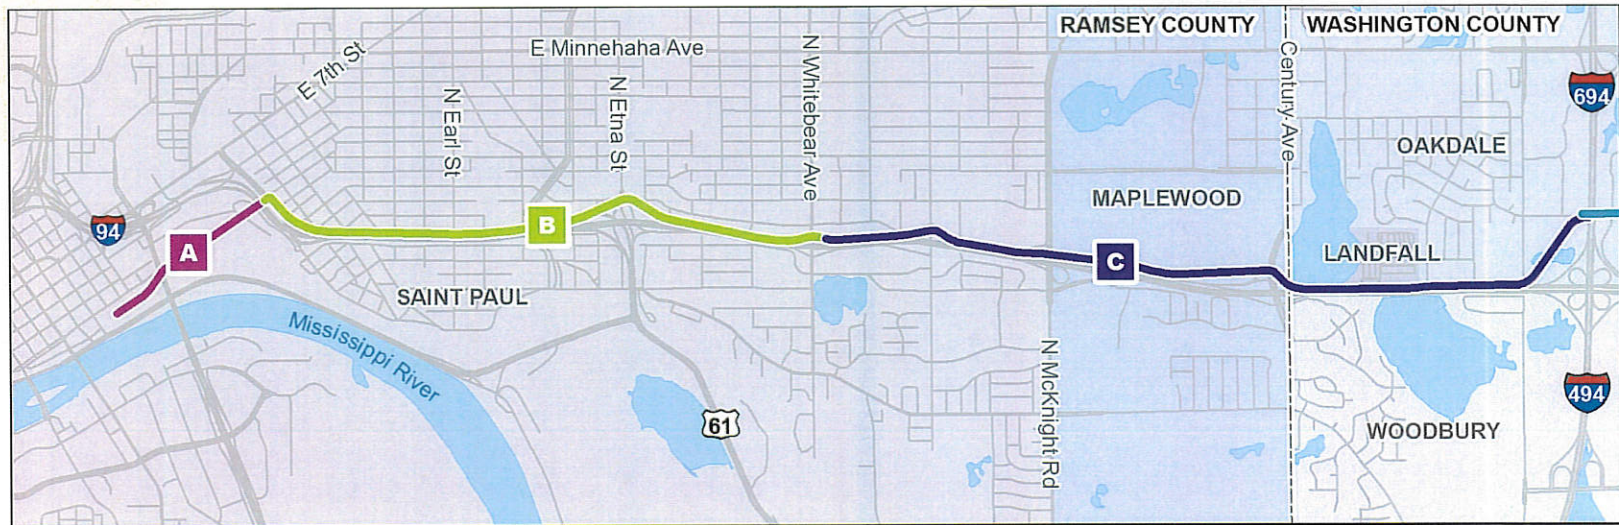 RAMSEY COUNTY
WASHINGTON COUNTY
E 7th St
E Minnehaha Ave
N Earl St
N Etna St
N Whitebear Ave
Century Ave
694
OAKDALE
MAPLEWOOD
94
A
B
C
LANDFALL
SAINT PAUL
Mississippi River
61
N McKnight Rd
494
WOODBURY